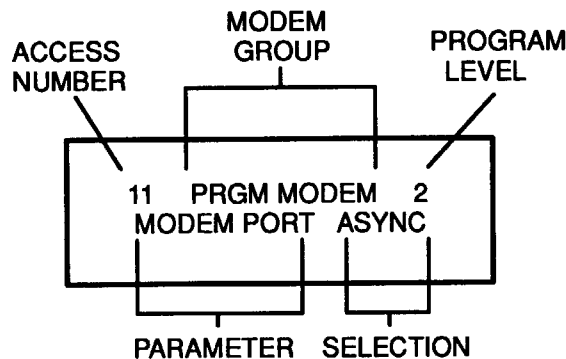 MODEM
GROUP
ACCESS
NUMBER
PROGRAM
LEVEL
11 PRGM MODEM 2
MODEM PORT ASYNC
PARAMETER SELECTION